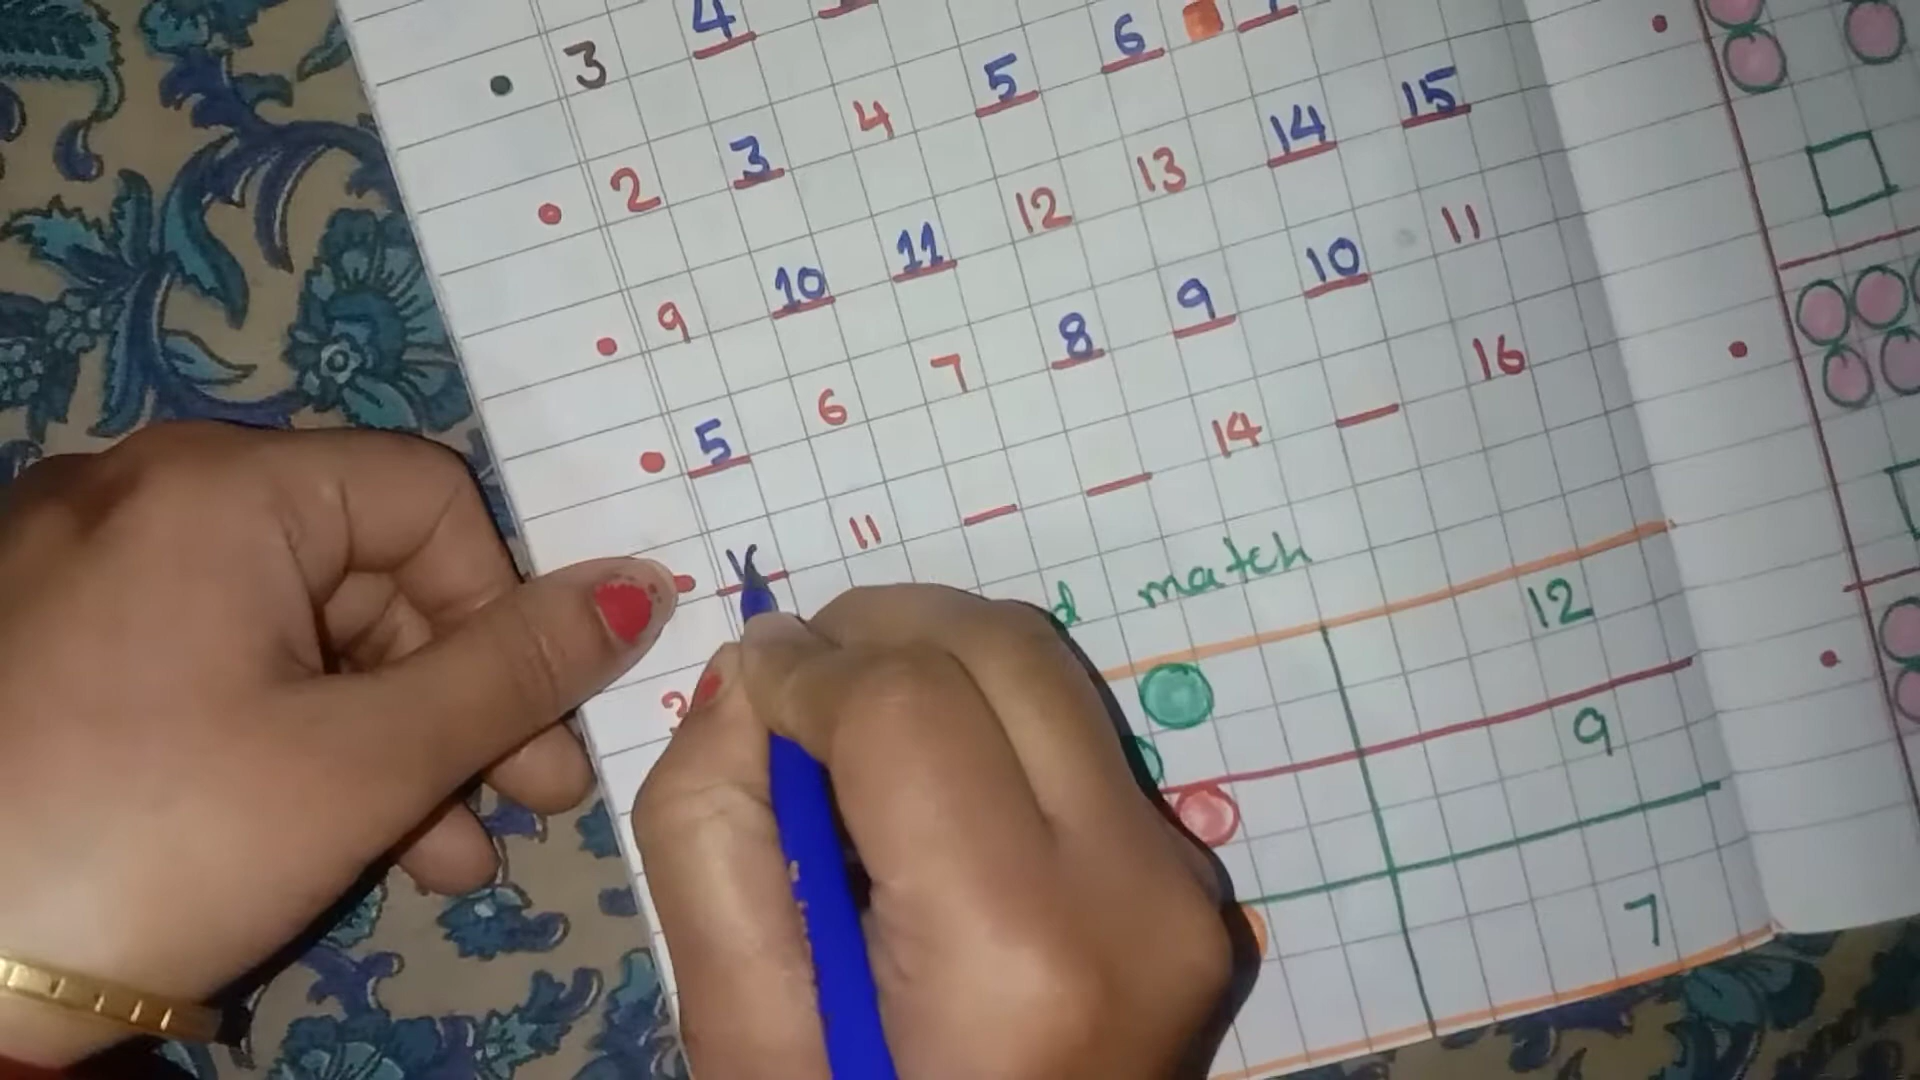 3 4
2 3 4 5 6
9 10 11 12 13 14 15
5 6 7 8 9 10 11
11 _ _ 14 _ 16
match
12
9
7